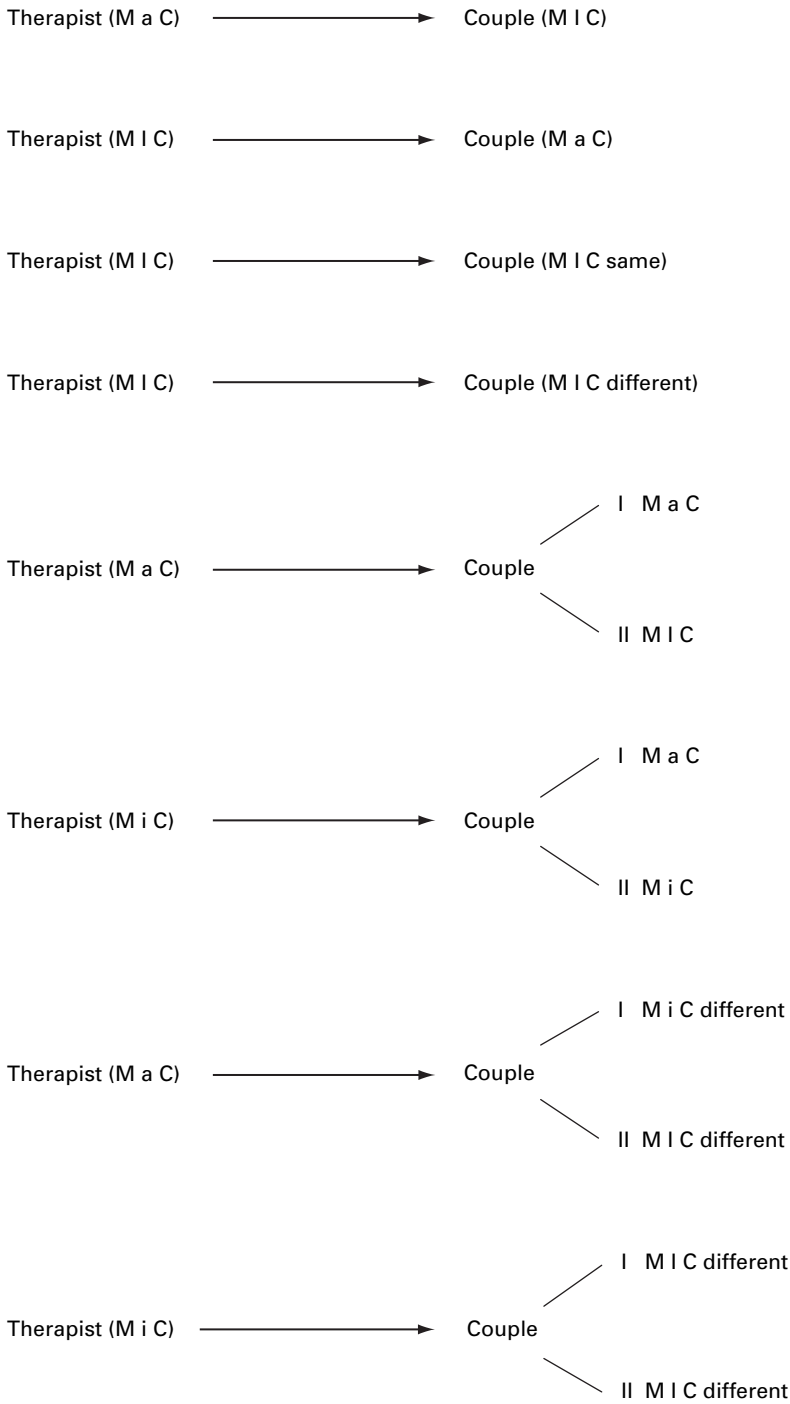 Therapist (M a C) Couple (M I C)
Therapist (M I C) Couple (M a C)
Therapist (M I C) Couple (M I C same)
Therapist (M I C) Couple (M I C different)
I M a C
Therapist (M a C) Couple
II M I C
I M a C
Therapist (M i C) Couple
II M i C
I M i C different
Therapist (M a C) Couple
II M I C different
I M I C different
Therapist (M i C) Couple
II M I C different